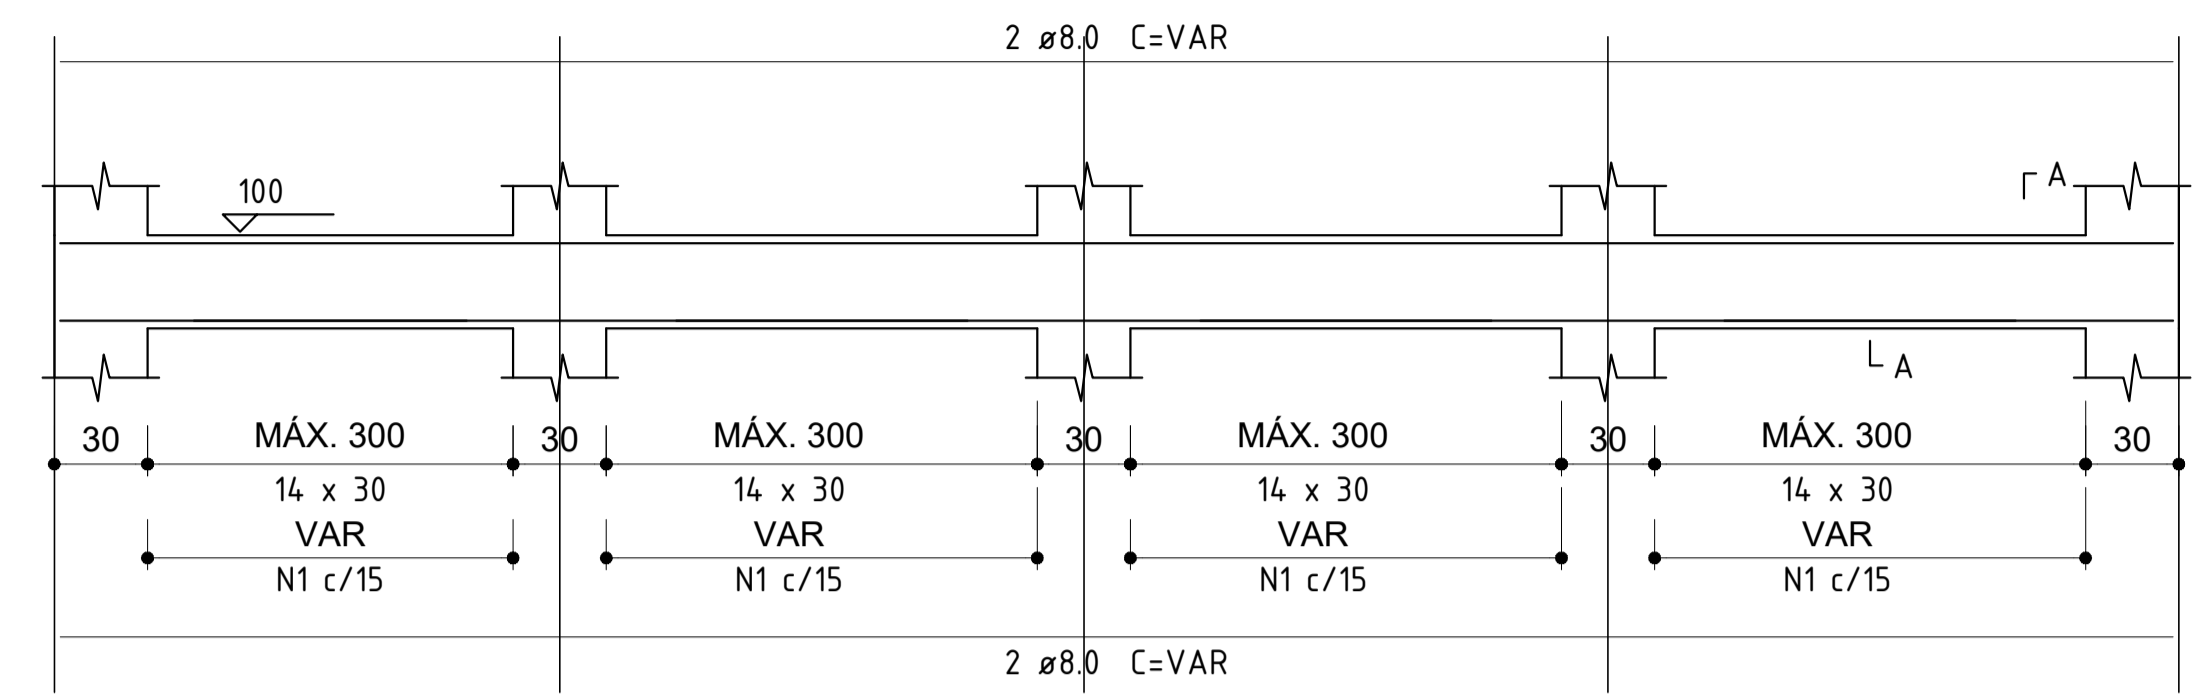 2 ø8.0 C=VAR
100
A
A
30 MÁX. 300 30 MÁX. 300 30 MÁX. 300 30 MÁX. 300 30
14 x 30 14 x 30 14 x 30 14 x 30
VAR VAR VAR VAR
N1 c/15 N1 c/15 N1 c/15 N1 c/15
2 ø8.0 C=VAR